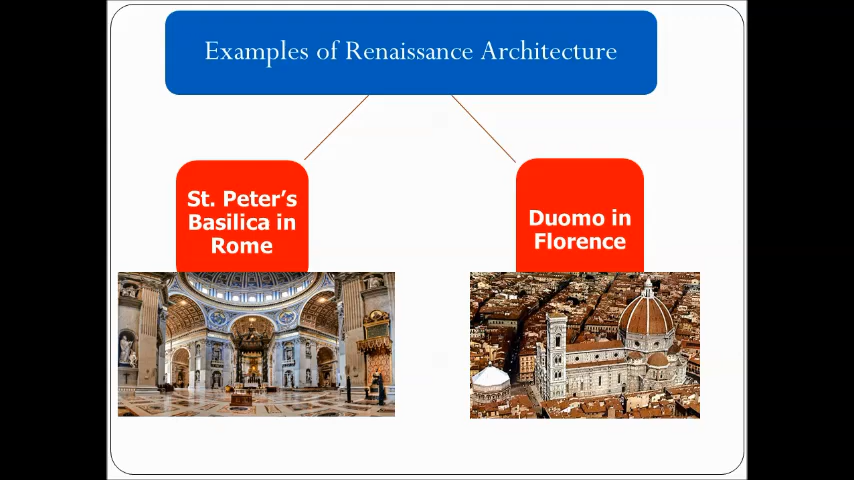 Examples of Renaissance Architecture
St. Peter's
Basilica in
Rome
Duomo in
Florence